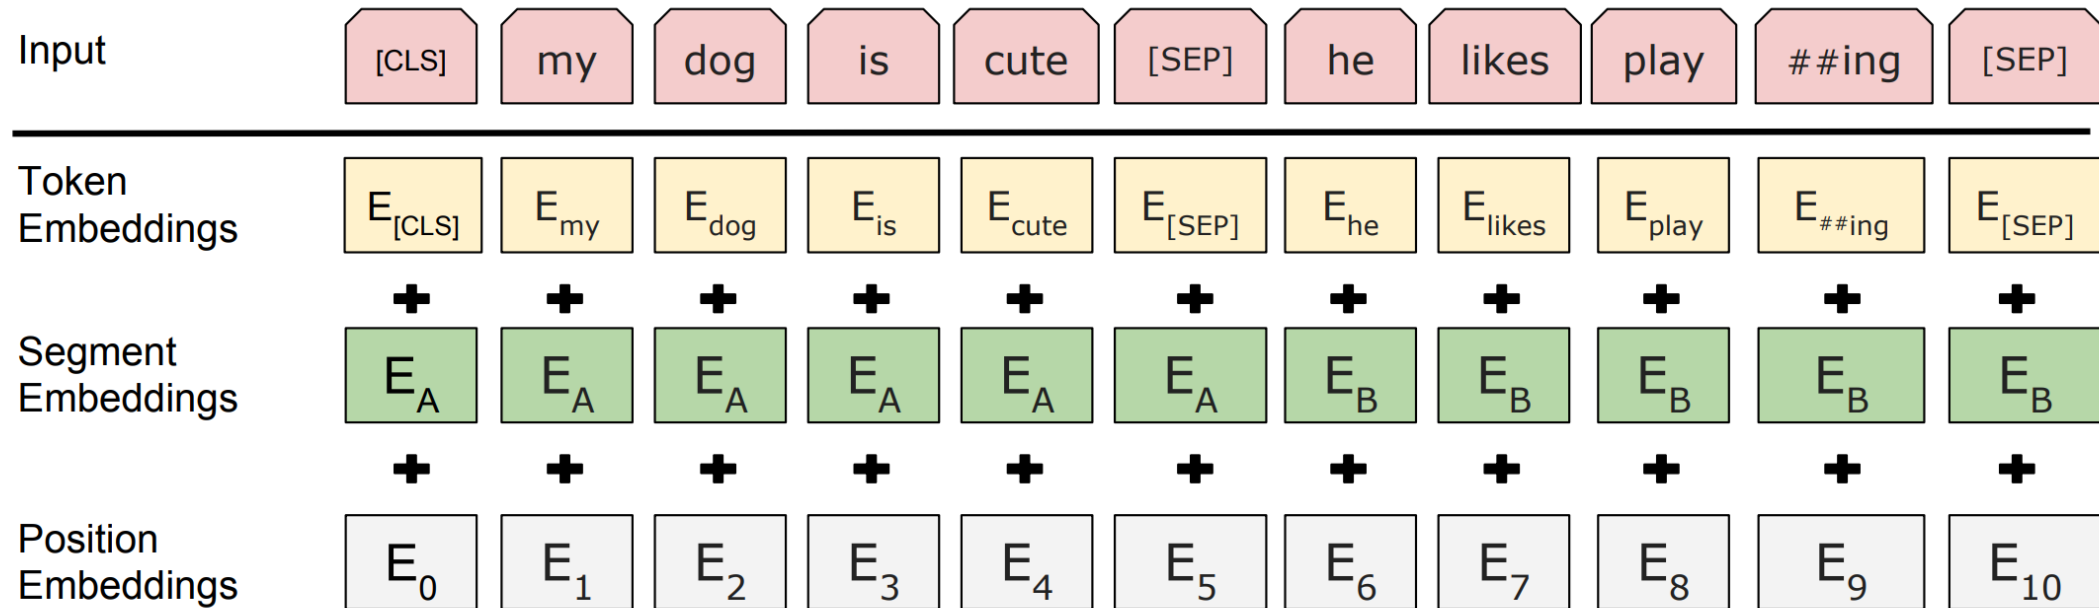 Input [CLS] my dog is cute [SEP] he likes play ##ing [SEP]
Token
Embeddings E[CLS] Emy Edog Eis Ecute E[SEP] Ehe Elikes Eplay E##ing E[SEP]
+ + + + + + + + + + +
Segment
Embeddings EA EA EA EA EA EA EB EB EB EB EB
+ + + + + + + + + + +
Position
Embeddings E0 E1 E2 E3 E4 E5 E6 E7 E8 E9 E10